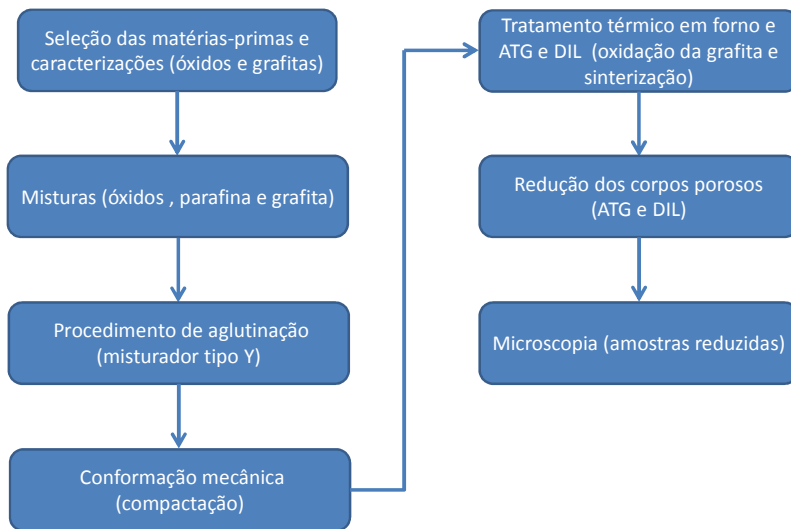 Seleção das matérias-primas e
caracterizações (óxidos e grafitas)
Misturas (óxidos , parafina e grafita)
Procedimento de aglutinação
(misturador tipo Y)
Conformação mecânica
(compactação)
Tratamento térmico em forno e
ATG e DIL (oxidação da grafita e
sinterização)
Redução dos corpos porosos
(ATG e DIL)
Microscopia (amostras reduzidas)